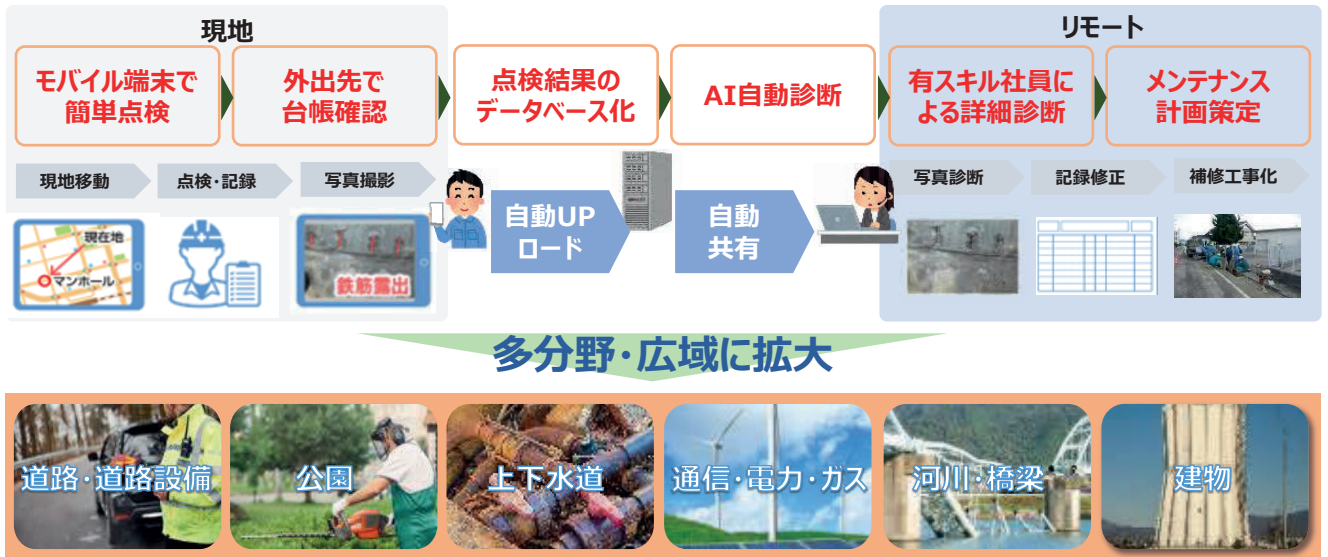 現地
リモート
モバイル端末で
簡単点検
外出先で
台帳確認
点検結果の
データベース化
AI自動診断
有スキル社員に
よる詳細診断
メンテナンス
計画策定
現地移動
点検・記録
写真撮影
写真診断
記録修正
補修工事化
現在地
マンホール
鉄筋露出
自動UP
ロード
自動
共有
多分野・広域に拡大
道路・道路設備
公園
上下水道
通信・電力・ガス
河川・橋梁
建物